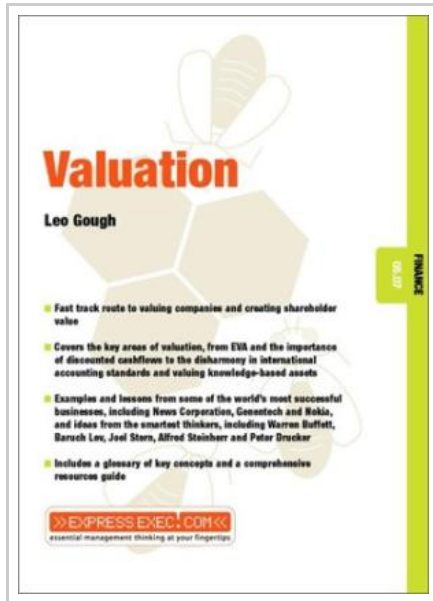 Valuation
Leo Gough
FINANCE
05.07
Fast track route to valuing companies and creating shareholder
value
Covers the key areas of valuation, from EVA and the importance
of discounted cashflows to the disharmony in international
accounting standards and valuing knowledge-based assets
Examples and lessons from some of the world's most successful
businesses, including News Corporation, Genentech and Nokia,
and ideas from the smartest thinkers, including Warren Buffett,
Baruch Lev, Joel Stern, Alfred Steinherr and Peter Drucker
Includes a glossary of key concepts and a comprehensive
resources guide
>>EXPRESS EXEC.COM<<
essential management thinking at your fingertips